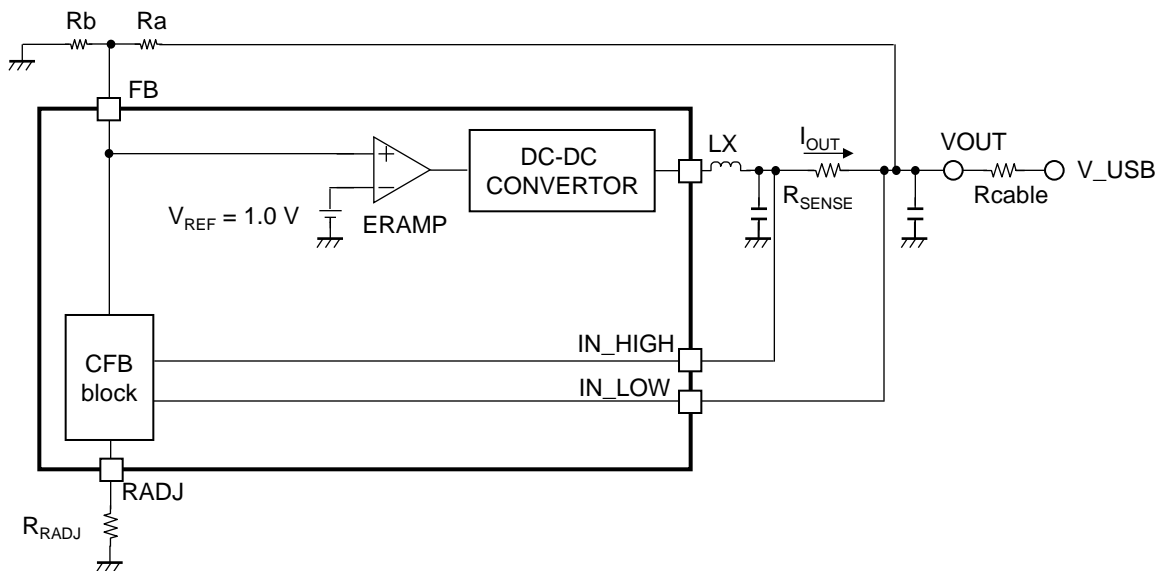 Rb
Ra
FB
LX
I_OUT
VOUT
V_USB
R_SENSE
Rcable
DC-DC
CONVERTOR
+
−
V_REF = 1.0 V
ERAMP
CFB
block
IN_HIGH
IN_LOW
RADJ
R_RADJ